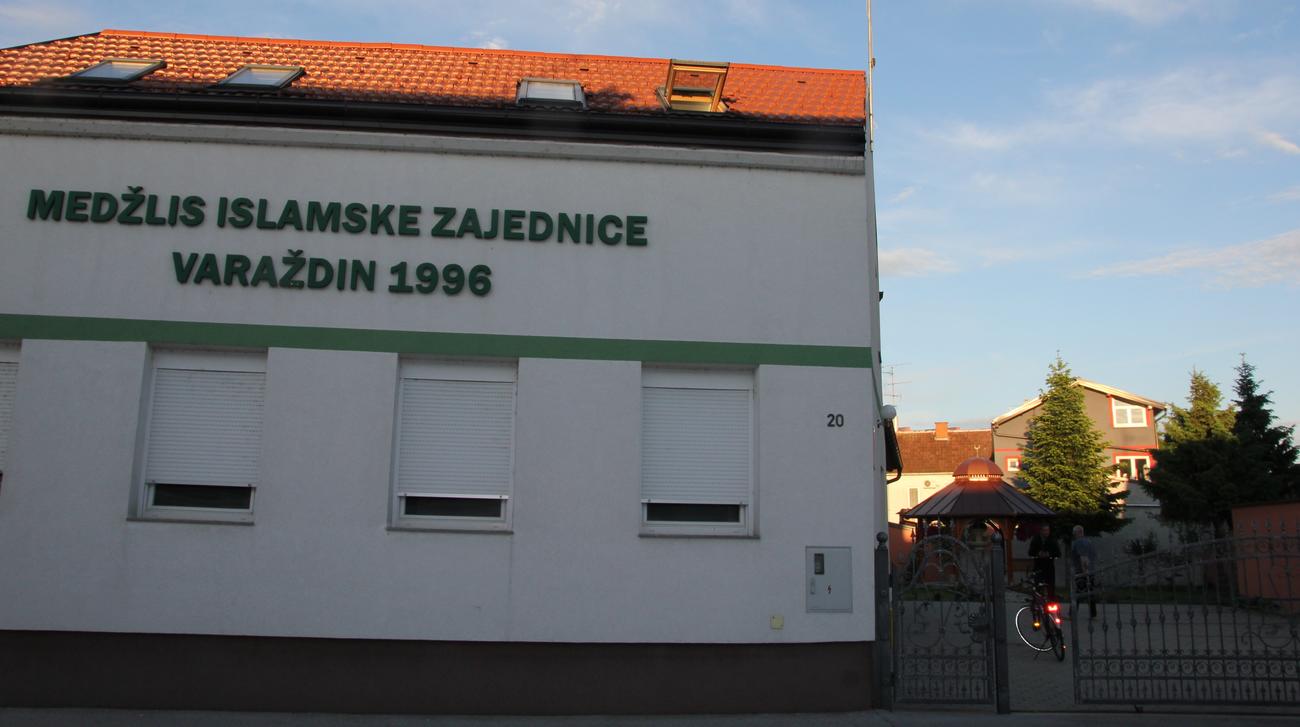 MEDŽLIS ISLAMSKE ZAJEDNICE
VARAŽDIN 1996
20